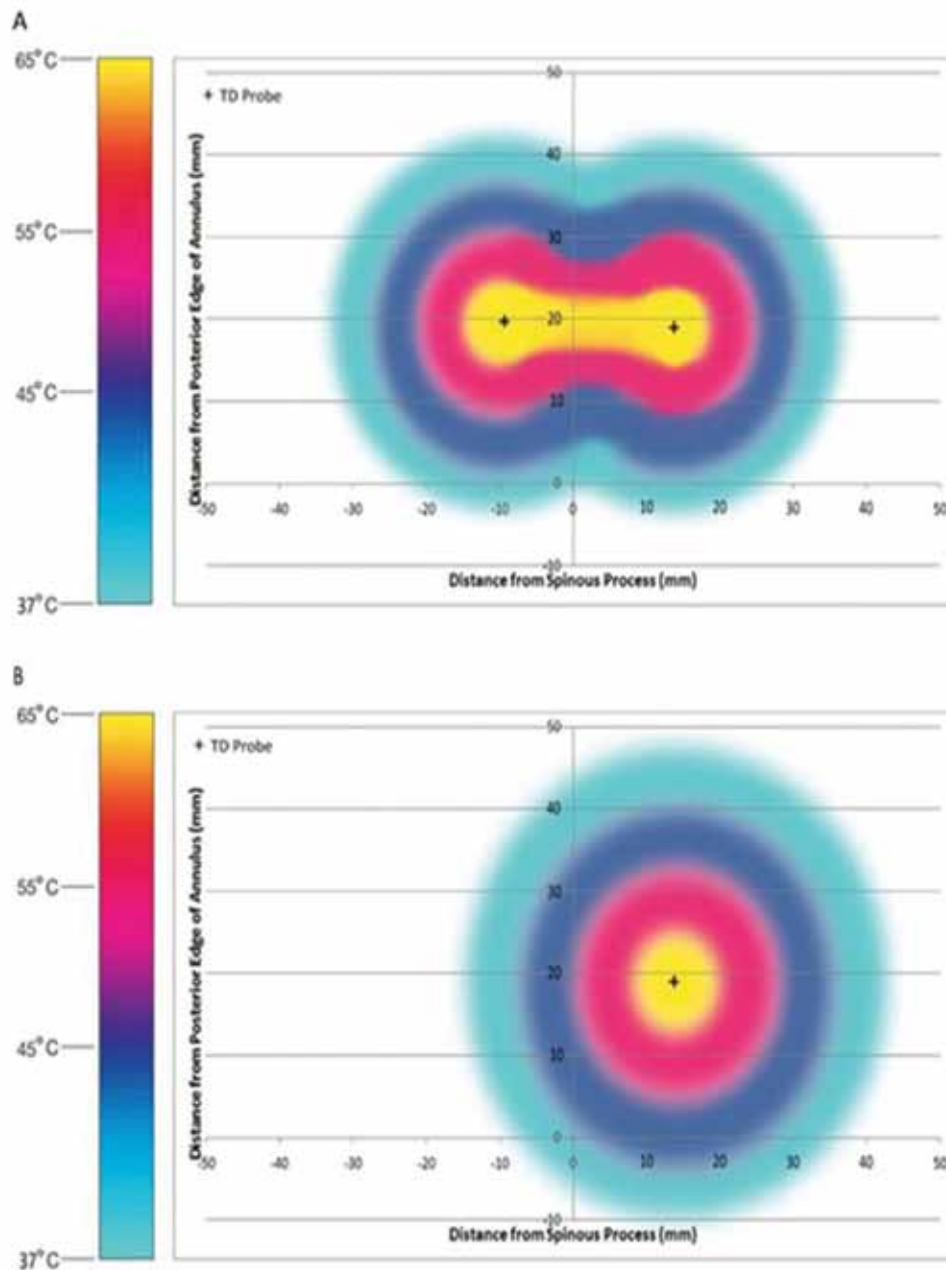 A
65°C
55°C
45°C
37°C
TD Probe
Distance from Posterior Edge of Annulus (mm)
50
40
30
20
10
0
-10
-50 -40 -30 -20 -10 0 10 20 30 40 50
Distance from Spinous Process (mm)
B
65°C
55°C
45°C
37°C
TD Probe
Distance from Posterior Edge of Annulus (mm)
50
40
30
20
10
0
-10
-50 -40 -30 -20 -10 0 10 20 30 40 50
Distance from Spinous Process (mm)